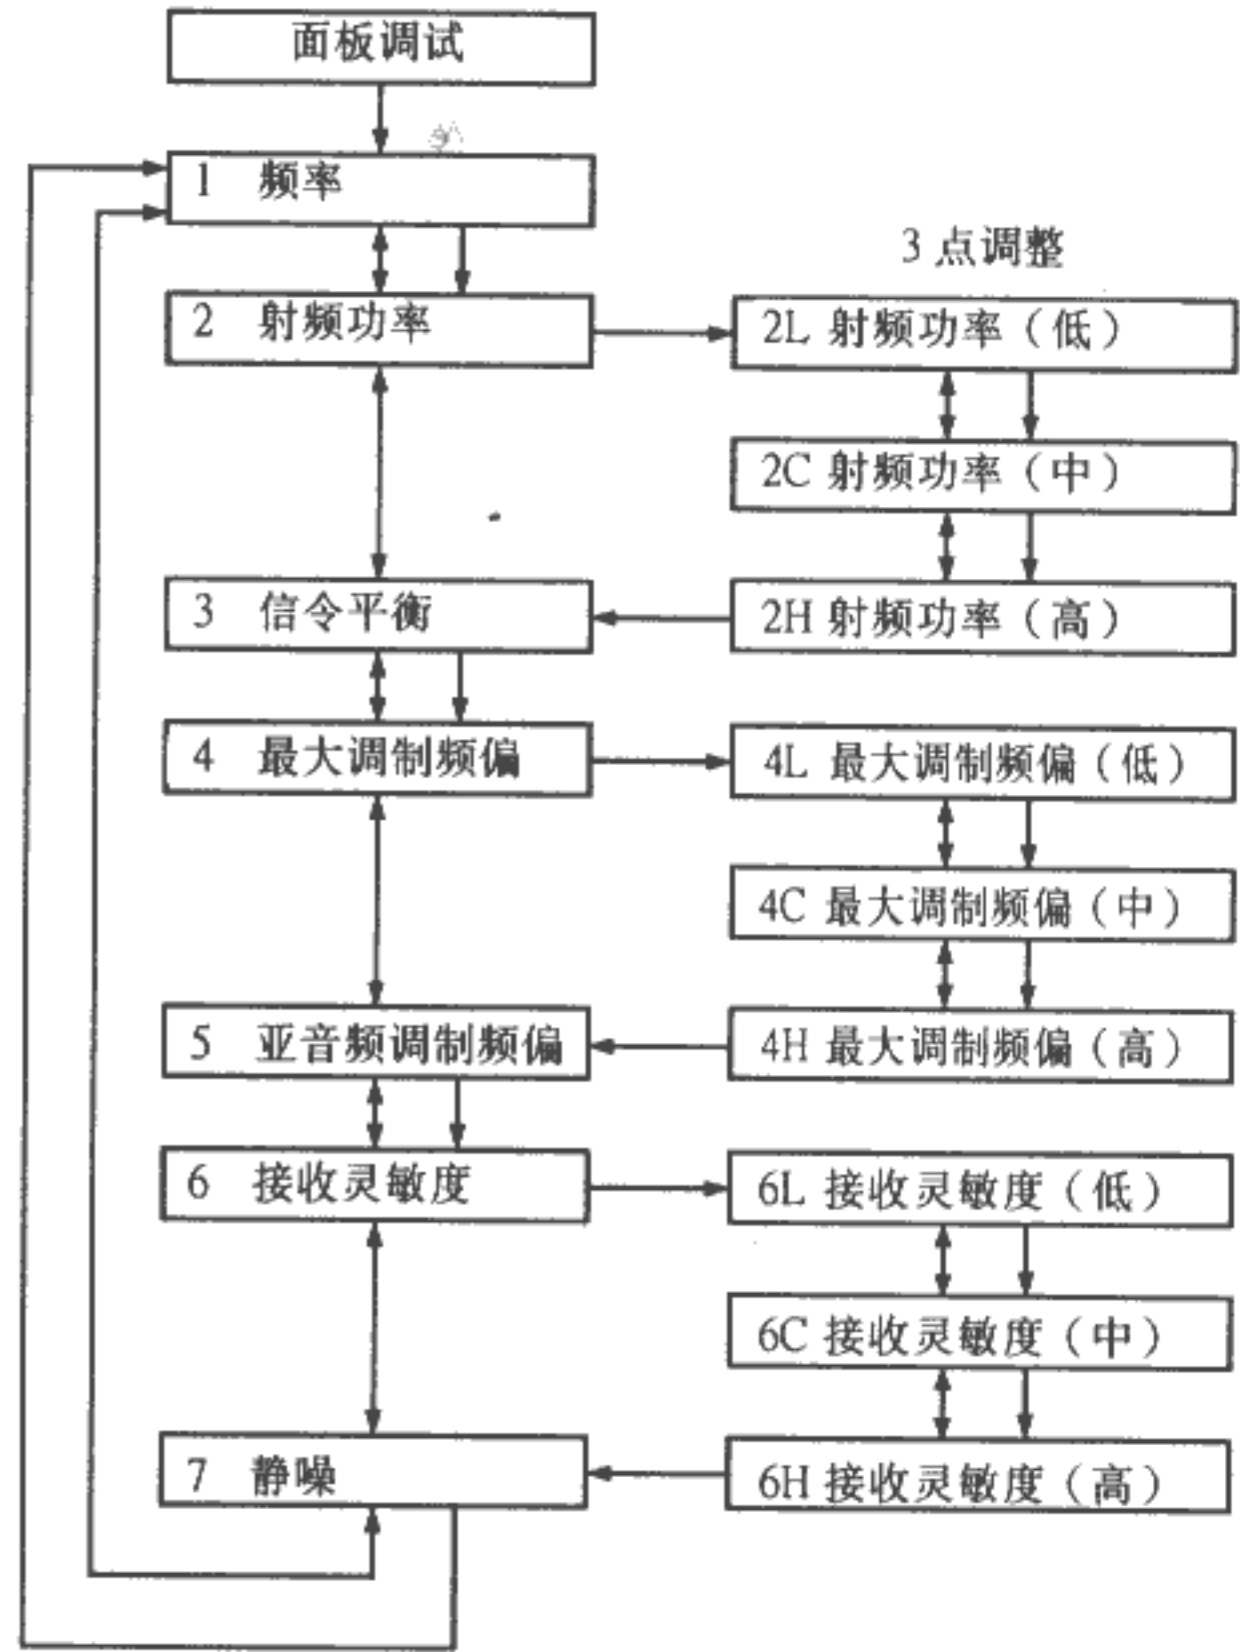 面板调试
1 频率
3 点调整
2 射频功率
2L 射频功率（低）
2C 射频功率（中）
3 信令平衡
2H 射频功率（高）
4 最大调制频偏
4L 最大调制频偏（低）
4C 最大调制频偏（中）
5 亚音频调制频偏
4H 最大调制频偏（高）
6 接收灵敏度
6L 接收灵敏度（低）
6C 接收灵敏度（中）
7 静噪
6H 接收灵敏度（高）